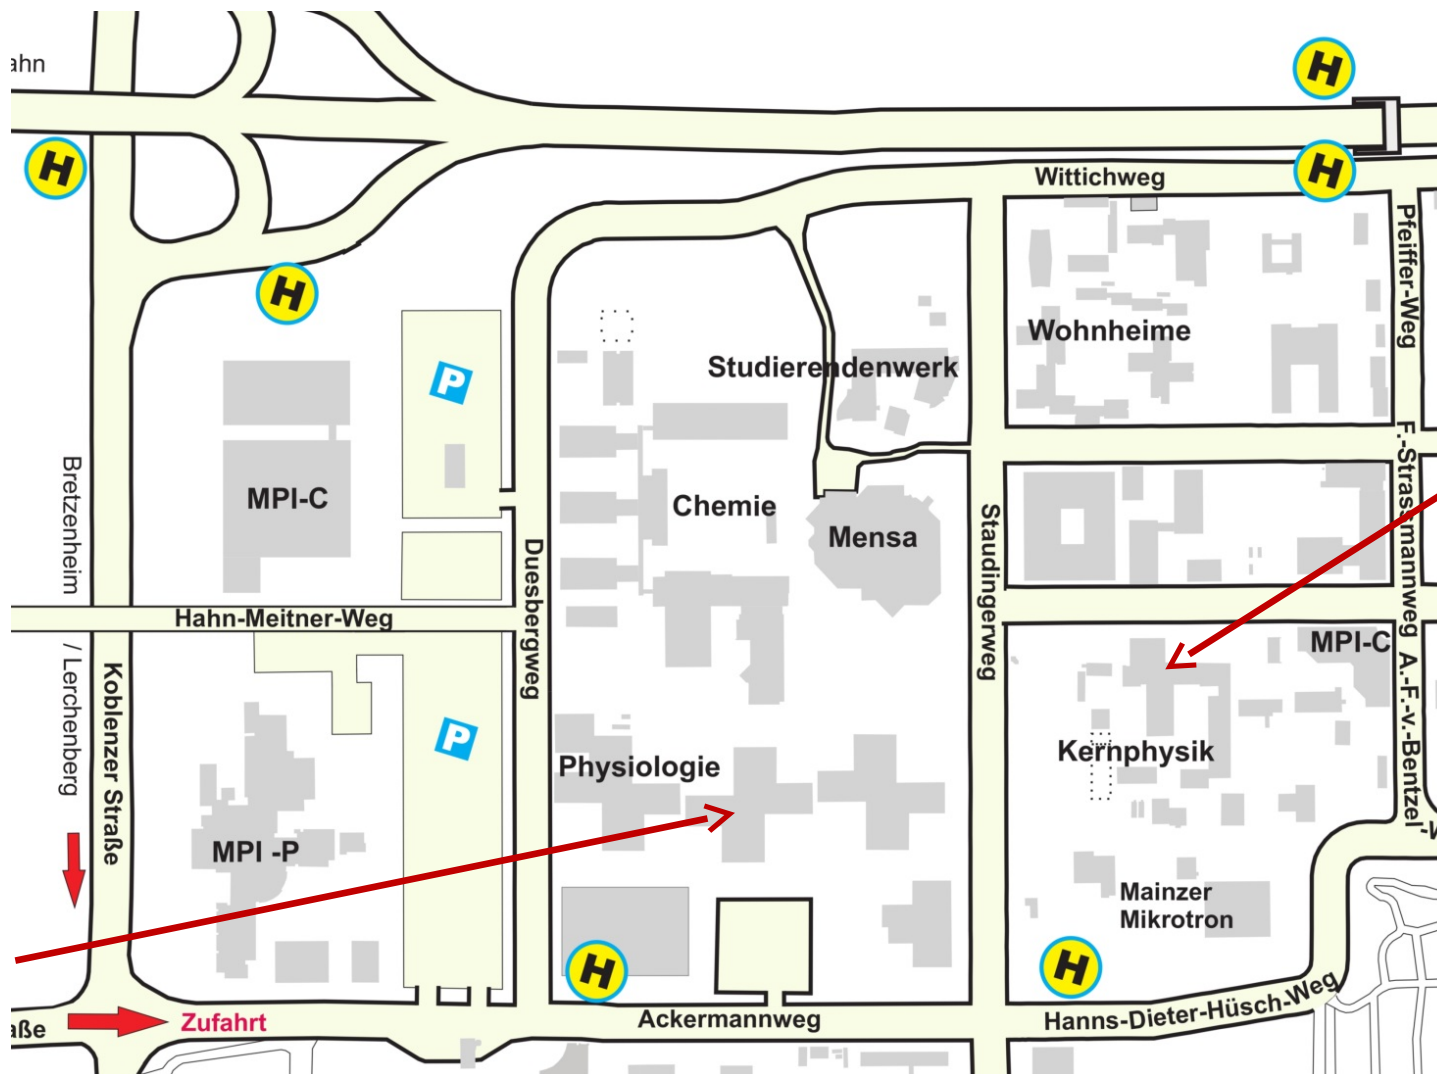 ahn
H
H
H
H
Wittichweg
Pfeiffer-Weg
H
Wohnheime
Studierendenwerk
P
F.-Strassmannweg
MPI-C
Chemie
Mensa
Bretzenheim
/ Lerchenberg
Duesbergweg
Staudingerweg
Hahn-Meitner-Weg
MPI-C
Koblenzer Straße
A.-F.-v.-Bentzel-W
P
Physiologie
Kernphysik
MPI -P
Mainzer
Mikrotron
H
H
aße
Zufahrt
Ackermannweg
Hanns-Dieter-Hüsch-Weg